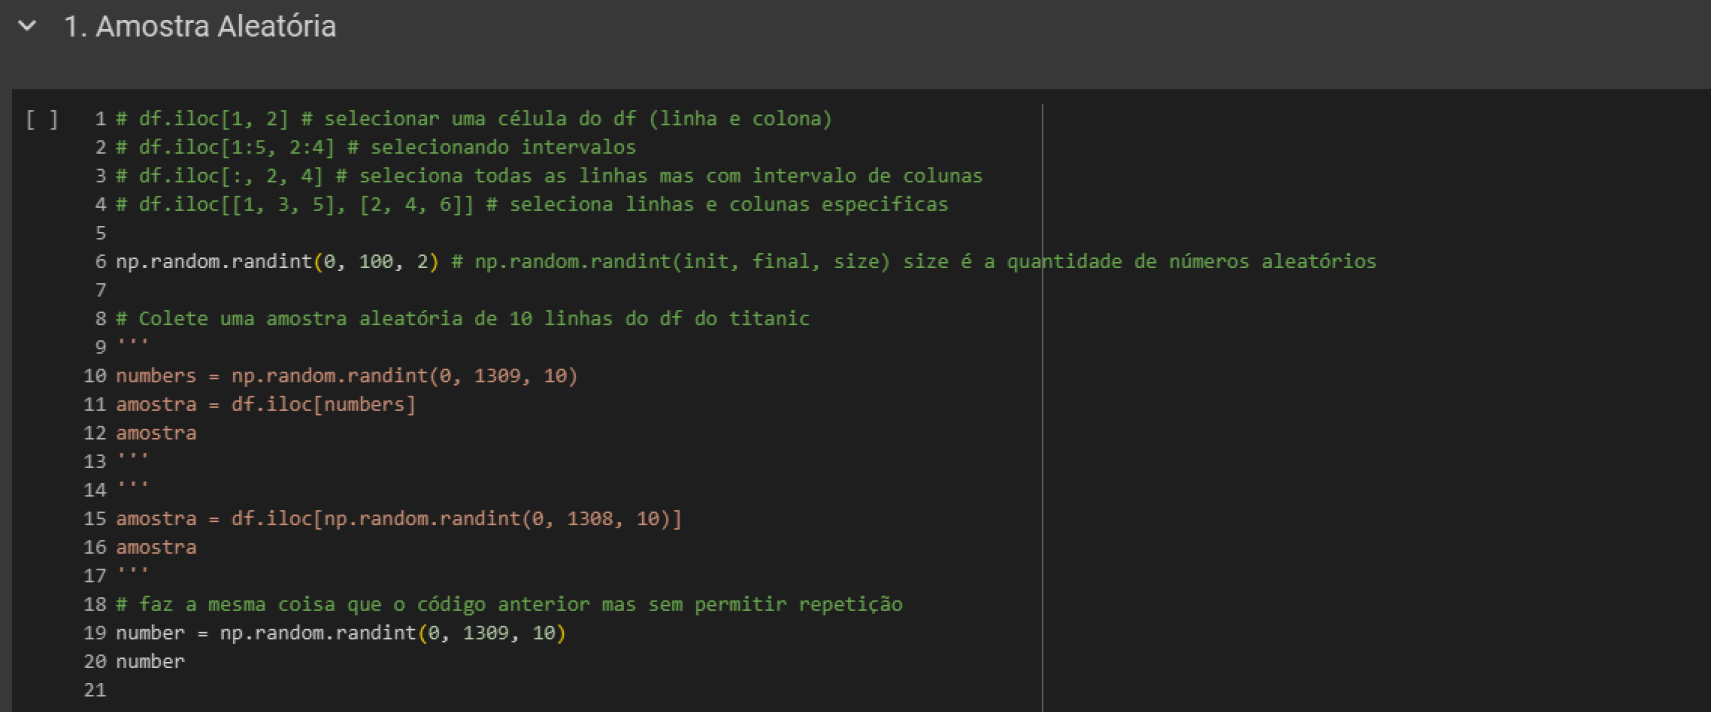 1. Amostra Aleatória
[ ] 1 # df.iloc[1, 2] # selecionar uma célula do df (linha e colona)
2 # df.iloc[1:5, 2:4] # selecionando intervalos
3 # df.iloc[:, 2, 4] # seleciona todas as linhas mas com intervalo de colunas
4 # df.iloc[[1, 3, 5], [2, 4, 6]] # seleciona linhas e colunas especificas
5
6 np.random.randint(0, 100, 2) # np.random.randint(init, final, size) size é a quantidade de números aleatórios
7
8 # Colete uma amostra aleatória de 10 linhas do df do titanic
9 '''
10 numbers = np.random.randint(0, 1309, 10)
11 amostra = df.iloc[numbers]
12 amostra
13 '''
14 '''
15 amostra = df.iloc[np.random.randint(0, 1308, 10)]
16 amostra
17 '''
18 # faz a mesma coisa que o código anterior mas sem permitir repetição
19 number = np.random.randint(0, 1309, 10)
20 number
21